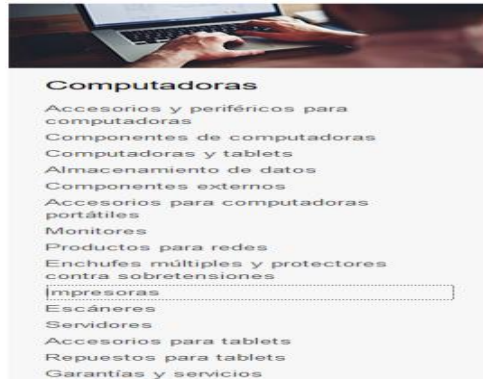 Computadoras
Accesorios y periféricos para
computadoras
Componentes de computadoras
Computadoras y tablets
Almacenamiento de datos
Componentes externos
Accesorios para computadoras
portátiles
Monitores
Productos para redes
Enchufes múltiples y protectores
contra sobretensiones
Impresoras
Escáneres
Servidores
Accesorios para tablets
Repuestos para tablets
Garantías y servicios